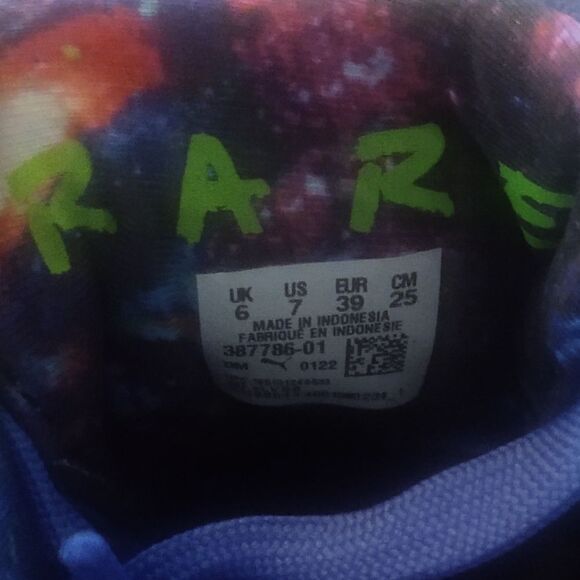 RARE
UK US EUR CM
6 7 39 25
MADE IN INDONESIA
FABRIQUE EN INDONESIE
387786-01
0122